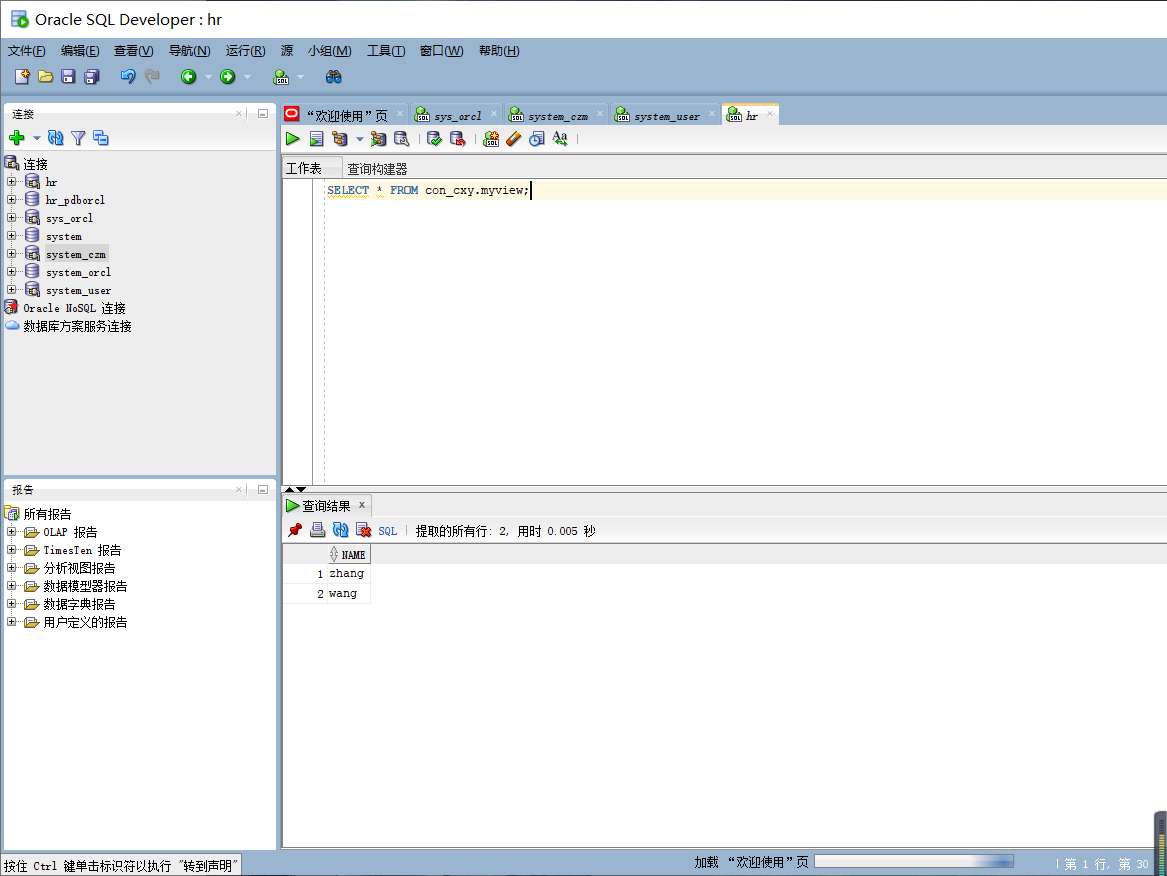 Oracle SQL Developer : hr
文件(F) 编辑(E) 查看(V) 导航(N) 运行(R) 源 小组(M) 工具(T) 窗口(W) 帮助(H)
连接
连接
hr
hr_pdborcl
sys_orcl
system
system_czm
system_orcl
system_user
Oracle NoSQL 连接
数据库方案服务连接
报告
所有报告
OLAP 报告
TimesTen 报告
分析视图报告
数据模型器报告
数据字典报告
用户定义的报告
“欢迎使用”页 sys_orcl system_czm system_user hr
工作表 查询构建器
SELECT * FROM con_cxy.myview;
查询结果
SQL 提取的所有行: 2, 用时 0.005 秒
NAME
1 zhang
2 wang
按住 Ctrl 键单击标识符以执行 "转到声明"
加载 “欢迎使用”页
第 1 行, 第 30